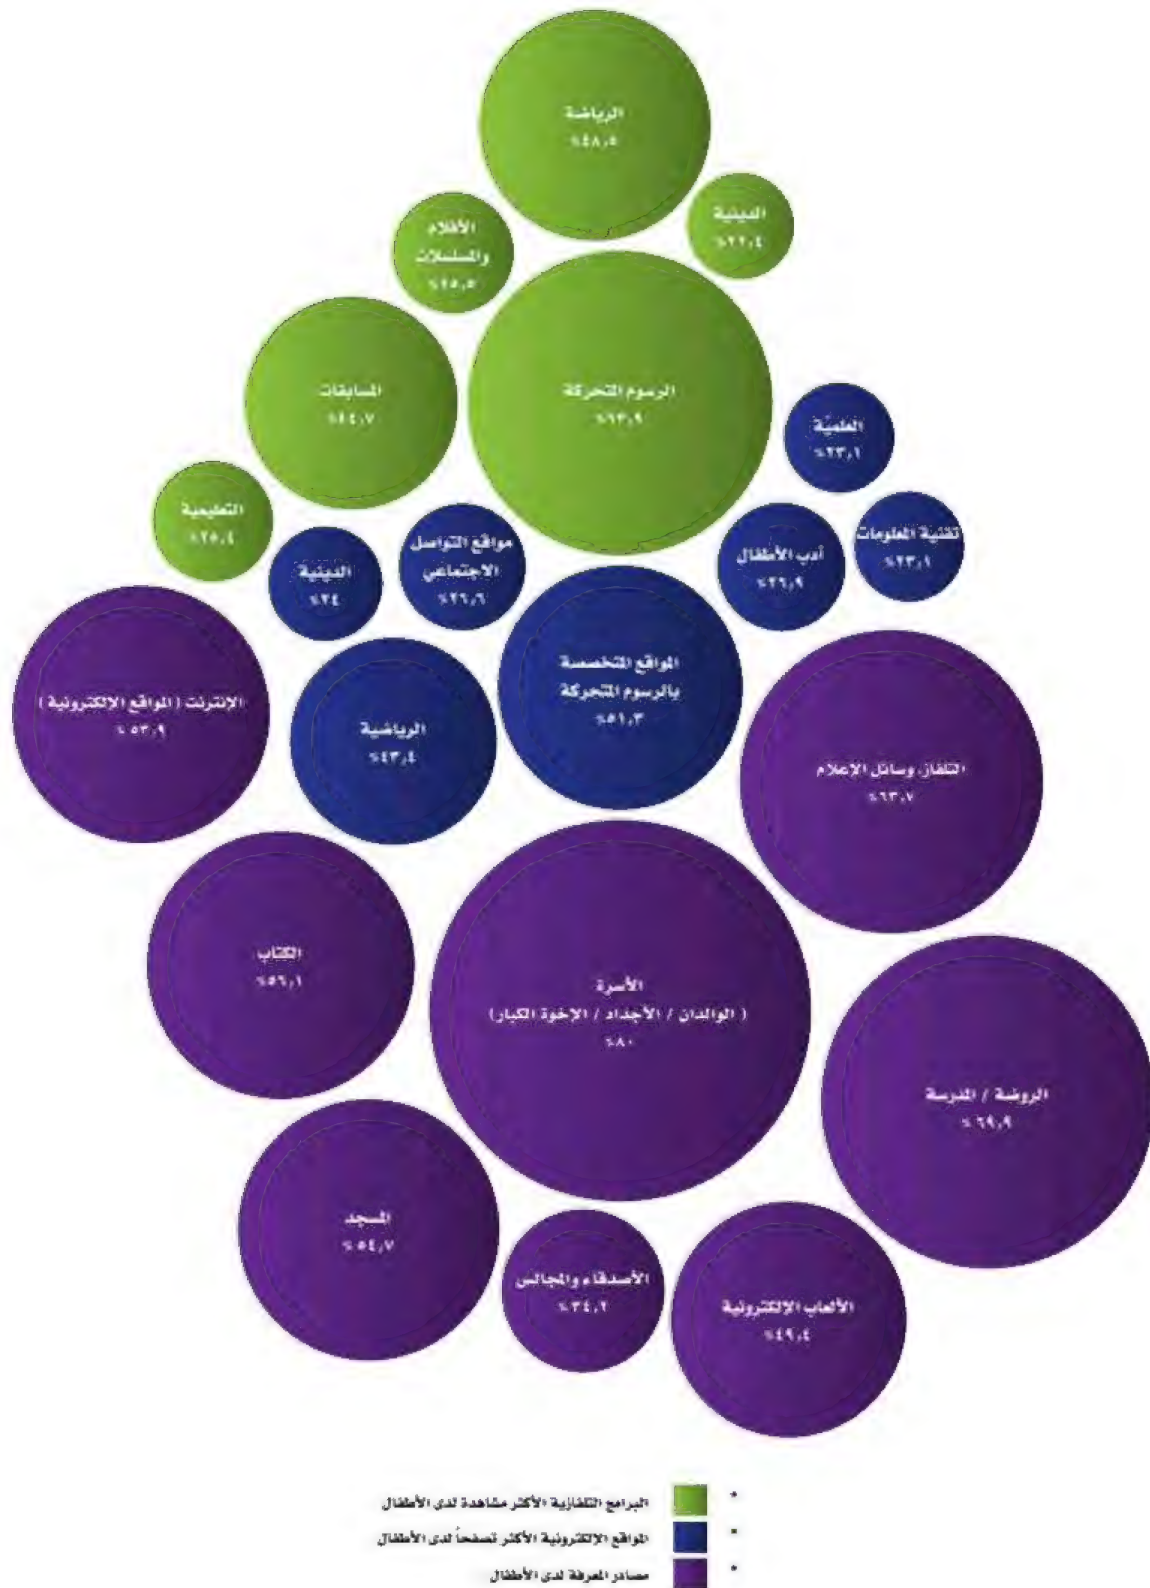 الرياضة
%٤٨,٥
الدينية
%٢٢,٤
الأفلام
والمسلسلات
%٢٥,٥
الرسوم المتحركة
%٦٣,٩
المسابقات
%٤٤,٧
العلميّة
%٢٣,١
التعليمية
%٢٥,٤
تقنية المعلومات
%٢٣,١
أدب الأطفال
%٢٦,٩
مواقع التواصل
الاجتماعي
%٢٦,٦
الدينية
%٢٤
المواقع المتخصصة
بالرسوم المتحركة
%٥١,٣
الإنترنت ( المواقع الإلكترونية )
% ٥٣,٩
الرياضية
%٤٣,٤
التلفاز، وسائل الإعلام
%٦٣,٧
الكتاب
%٥٦,١
الأسرة
( الوالدان / الأجداد / الإخوة الكبار)
%٨٠
الروضة / المدرسة
% ٦٩,٩
المسجد
% ٥٤,٧
الأصدقاء والمجالس
%٣٤,٢
الألعاب الإلكترونية
%٤٩,٤
البرامج التلفازية الأكثر مشاهدة لدى الأطفال
المواقع الإلكترونية الأكثر تصفحاً لدى الأطفال
مصادر المعرفة لدى الأطفال